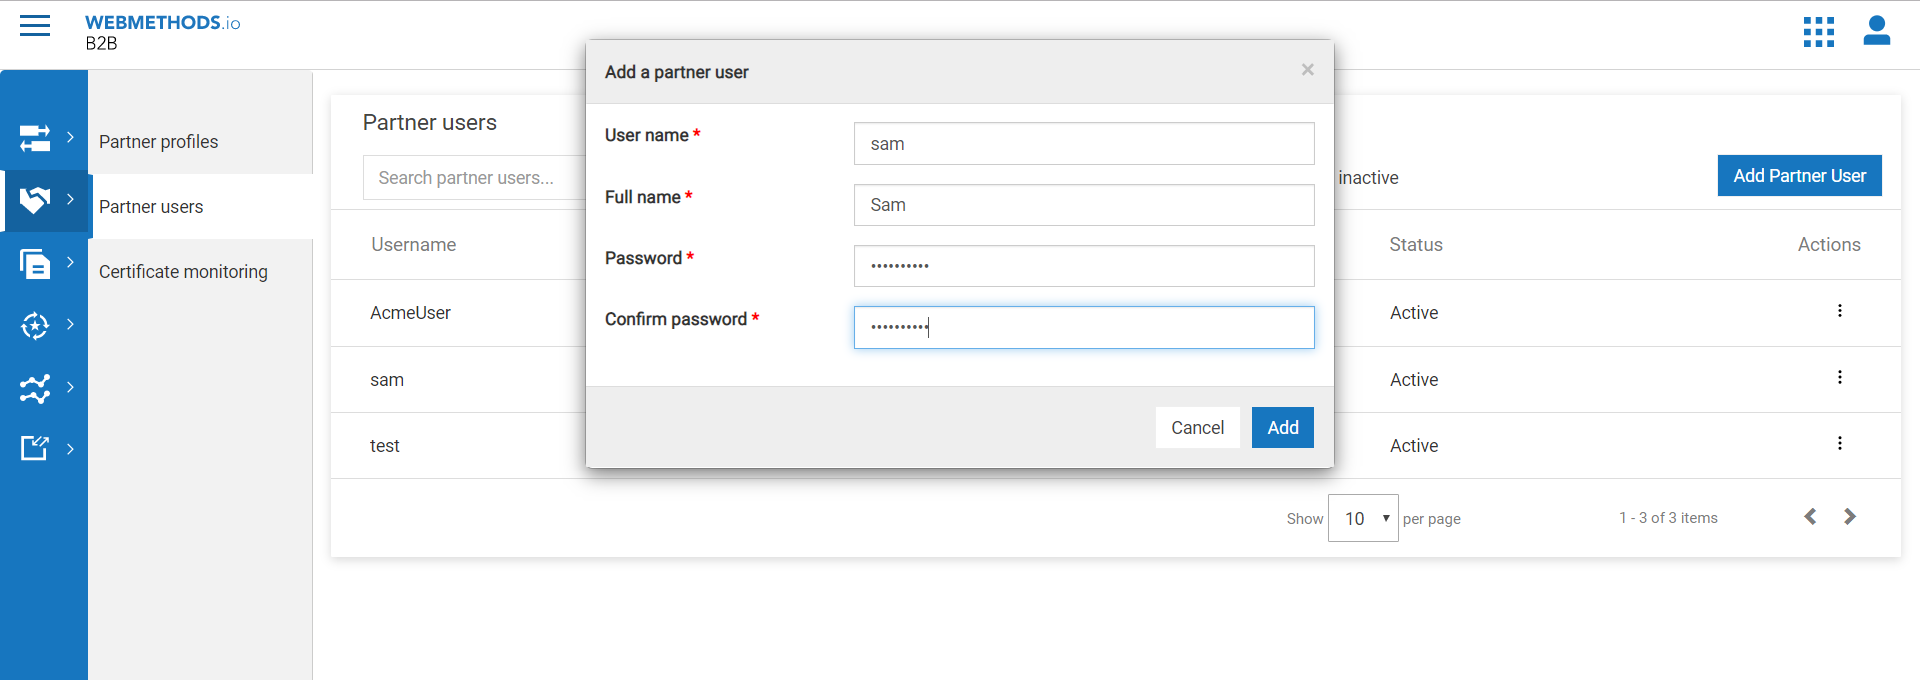 WEBMETHODS.io
B2B
Add a partner user
×
User name *
sam
Full name *
Sam
Password *
••••••••••
Confirm password *
••••••••••
Cancel
Add
Partner profiles
Partner users
Certificate monitoring
Partner users
Search partner users...
inactive
Add Partner User
Username
Status
Actions
AcmeUser
Active
sam
Active
test
Active
Show 10 per page
1 - 3 of 3 items